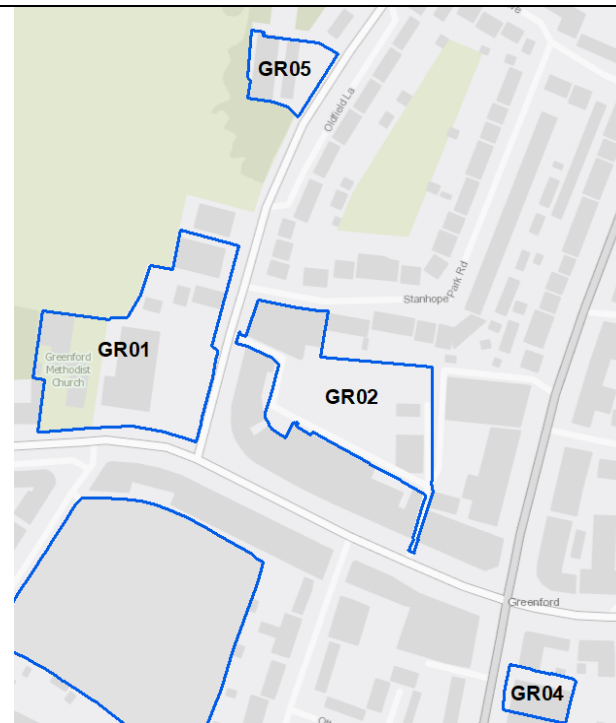 GR05
Oldfield La
Stanhope
Park Rd
GR01
Greenford
Methodist
Church
GR02
Greenford
GR04